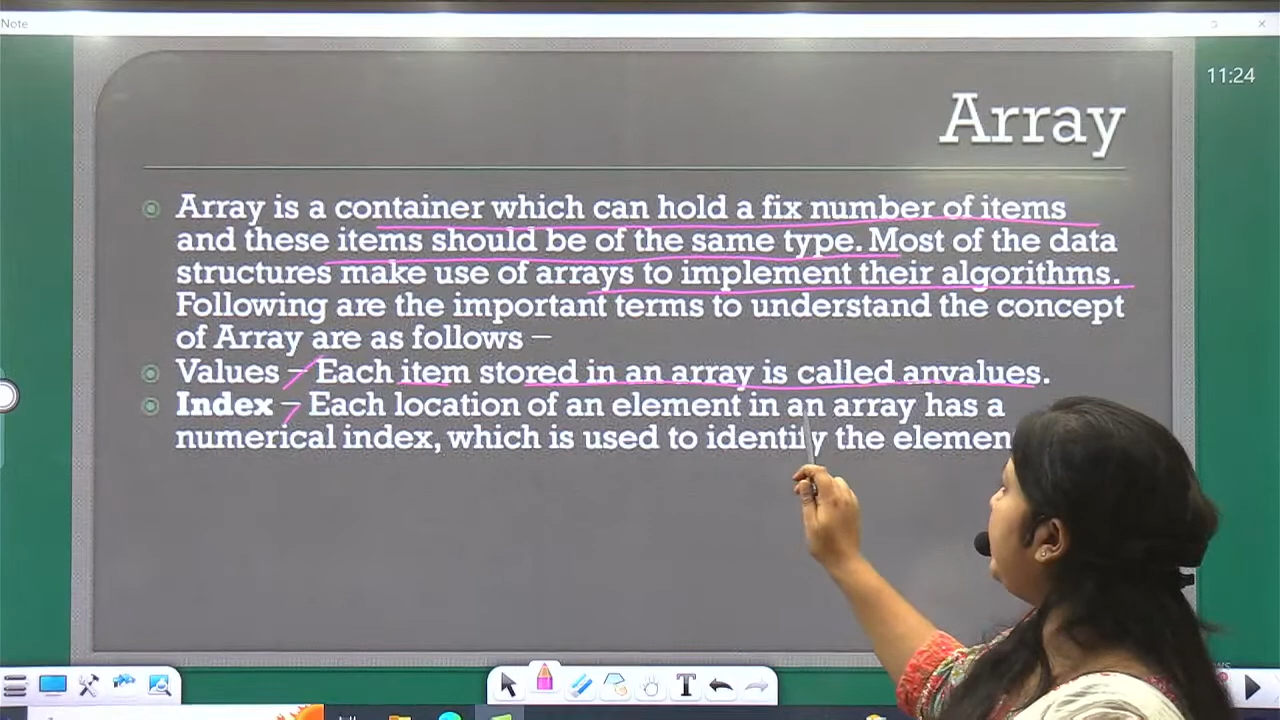 Note
11:24
Array
Array is a container which can hold a fix number of items
and these items should be of the same type. Most of the data
structures make use of arrays to implement their algorithms.
Following are the important terms to understand the concept
of Array are as follows –
Values – Each item stored in an array is called anvalues.
Index – Each location of an element in an array has a
numerical index, which is used to identify the elemen
T